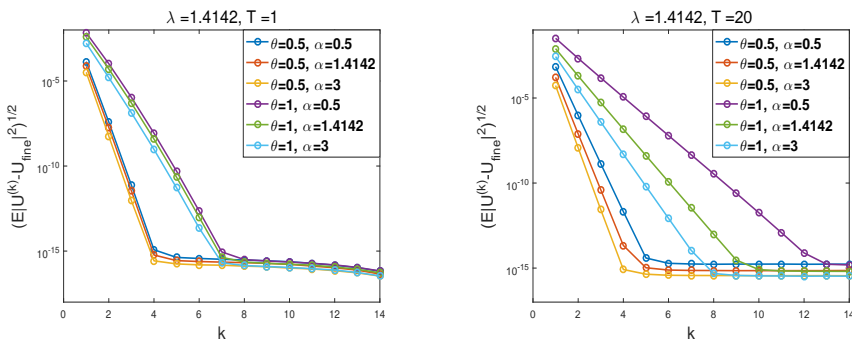 λ =1.4142, T =1
(E|U^(k)-U_fine|^2)^1/2
10^-5
10^-10
10^-15
θ=0.5, α=0.5
θ=0.5, α=1.4142
θ=0.5, α=3
θ=1, α=0.5
θ=1, α=1.4142
θ=1, α=3
0 2 4 6 8 10 12 14
k
λ =1.4142, T =20
(E|U^(k)-U_fine|^2)^1/2
10^-5
10^-10
10^-15
θ=0.5, α=0.5
θ=0.5, α=1.4142
θ=0.5, α=3
θ=1, α=0.5
θ=1, α=1.4142
θ=1, α=3
0 2 4 6 8 10 12 14
k